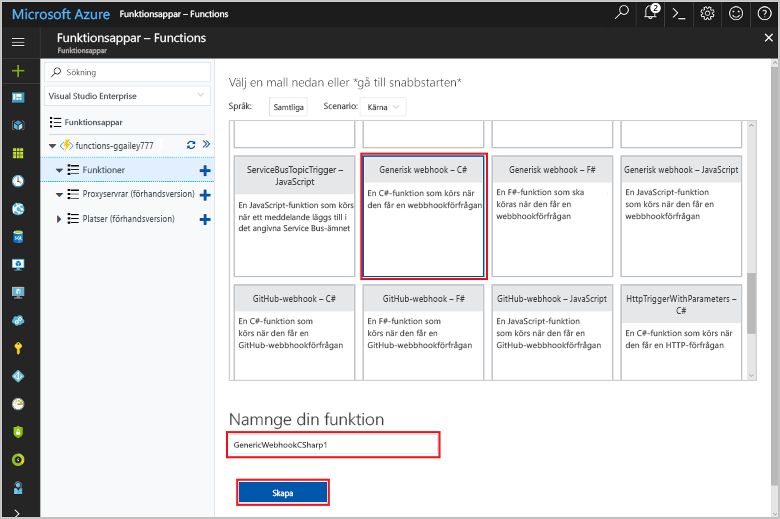 Microsoft Azure Funktionsappar – Functions
2
Funktionsappar – Functions
Funktionsappar
Sökning
Visual Studio Enterprise
Funktionsappar
functions-ggailey777
Funktioner
Proxyservrar (förhandsversion)
Platser (förhandsversion)
Välj en mall nedan eller *gå till snabbstarten*
Språk: Samtliga Scenario: Kärna
ServiceBusTopicTrigger –
JavaScript
En JavaScript-funktion som körs
när ett meddelande läggs till i
det angivna Service Bus-ämnet
Generisk webhook – C#
En C#-funktion som körs när
den får en webbhookförfrågan
Generisk webhook – F#
En F#-funktion som ska
köras när den får en
webbhookförfrågan
Generisk webhook – JavaScript
En JavaScript-funktion
som körs när den får en
webbhookförfrågan
GitHub-webhook – C#
En C#-funktion som
körs när den får en
GitHub-webbhookförfrågan
GitHub-webhook – F#
En F#-funktion som
körs när den får en
GitHub-webbhookförfrågan
GitHub-webhook – JavaScript
En JavaScript-funktion
som körs när den får en
GitHub-webbhookförfrågan
HttpTriggerWithParameters –
C#
En C#-funktion som körs när
den får en HTTP-förfrågan
Namnge din funktion
GenericWebhookCSharp1
Skapa